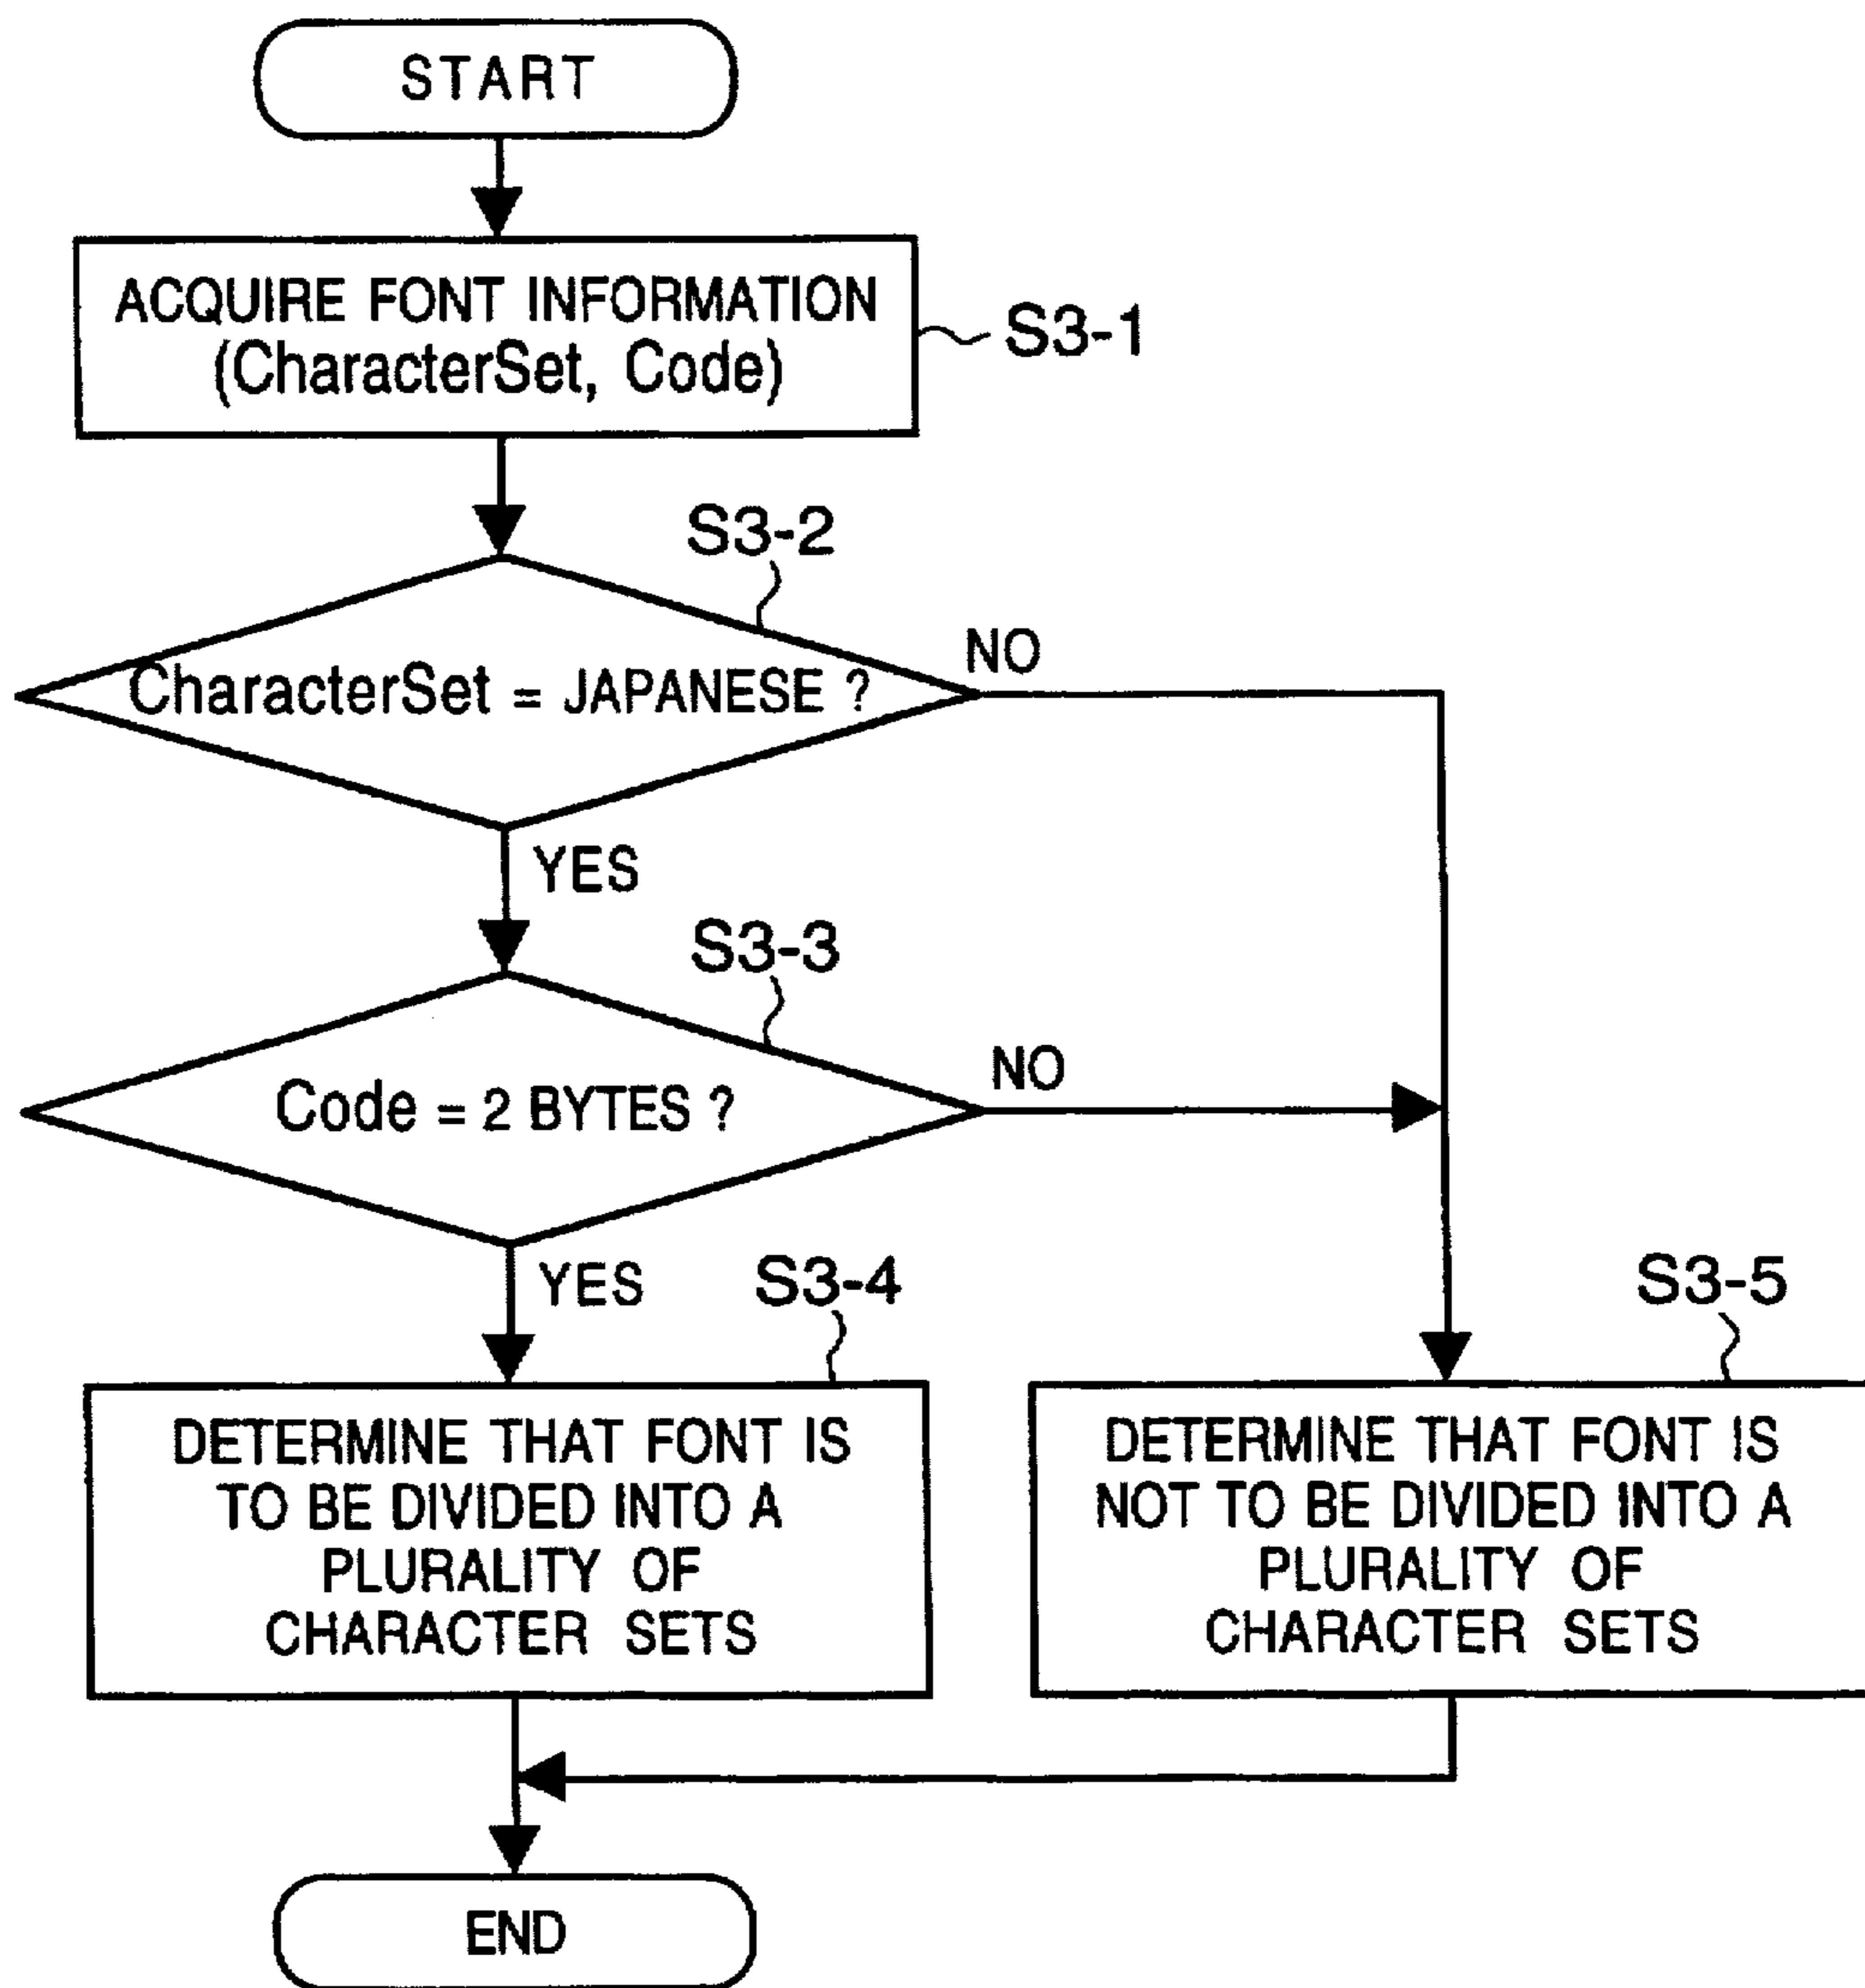 START
ACQUIRE FONT INFORMATION
(CharacterSet, Code)
S3-1
S3-2
CharacterSet = JAPANESE ?
NO
YES
S3-3
Code = 2 BYTES ?
NO
YES
S3-4
DETERMINE THAT FONT IS
TO BE DIVIDED INTO A
PLURALITY OF
CHARACTER SETS
S3-5
DETERMINE THAT FONT IS
NOT TO BE DIVIDED INTO A
PLURALITY OF
CHARACTER SETS
END